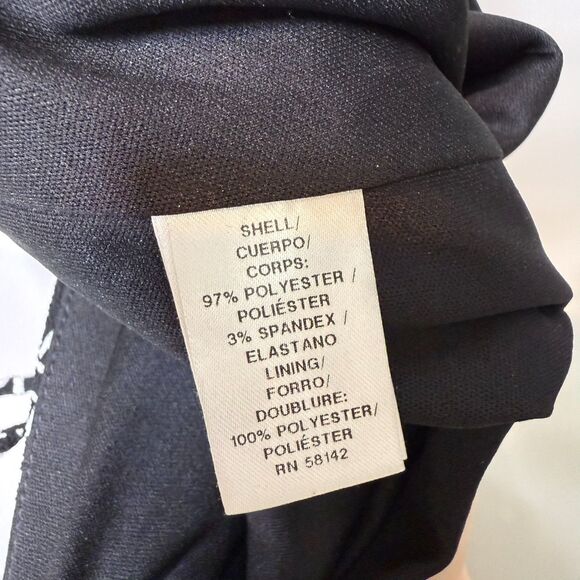 SHELL/
CUERPO/
CORPS:
97% POLYESTER /
POLIÉSTER
3% SPANDEX /
ELASTANO
LINING/
FORRO/
DOUBLURE:
100% POLYESTER/
POLIÉSTER
RN 58142